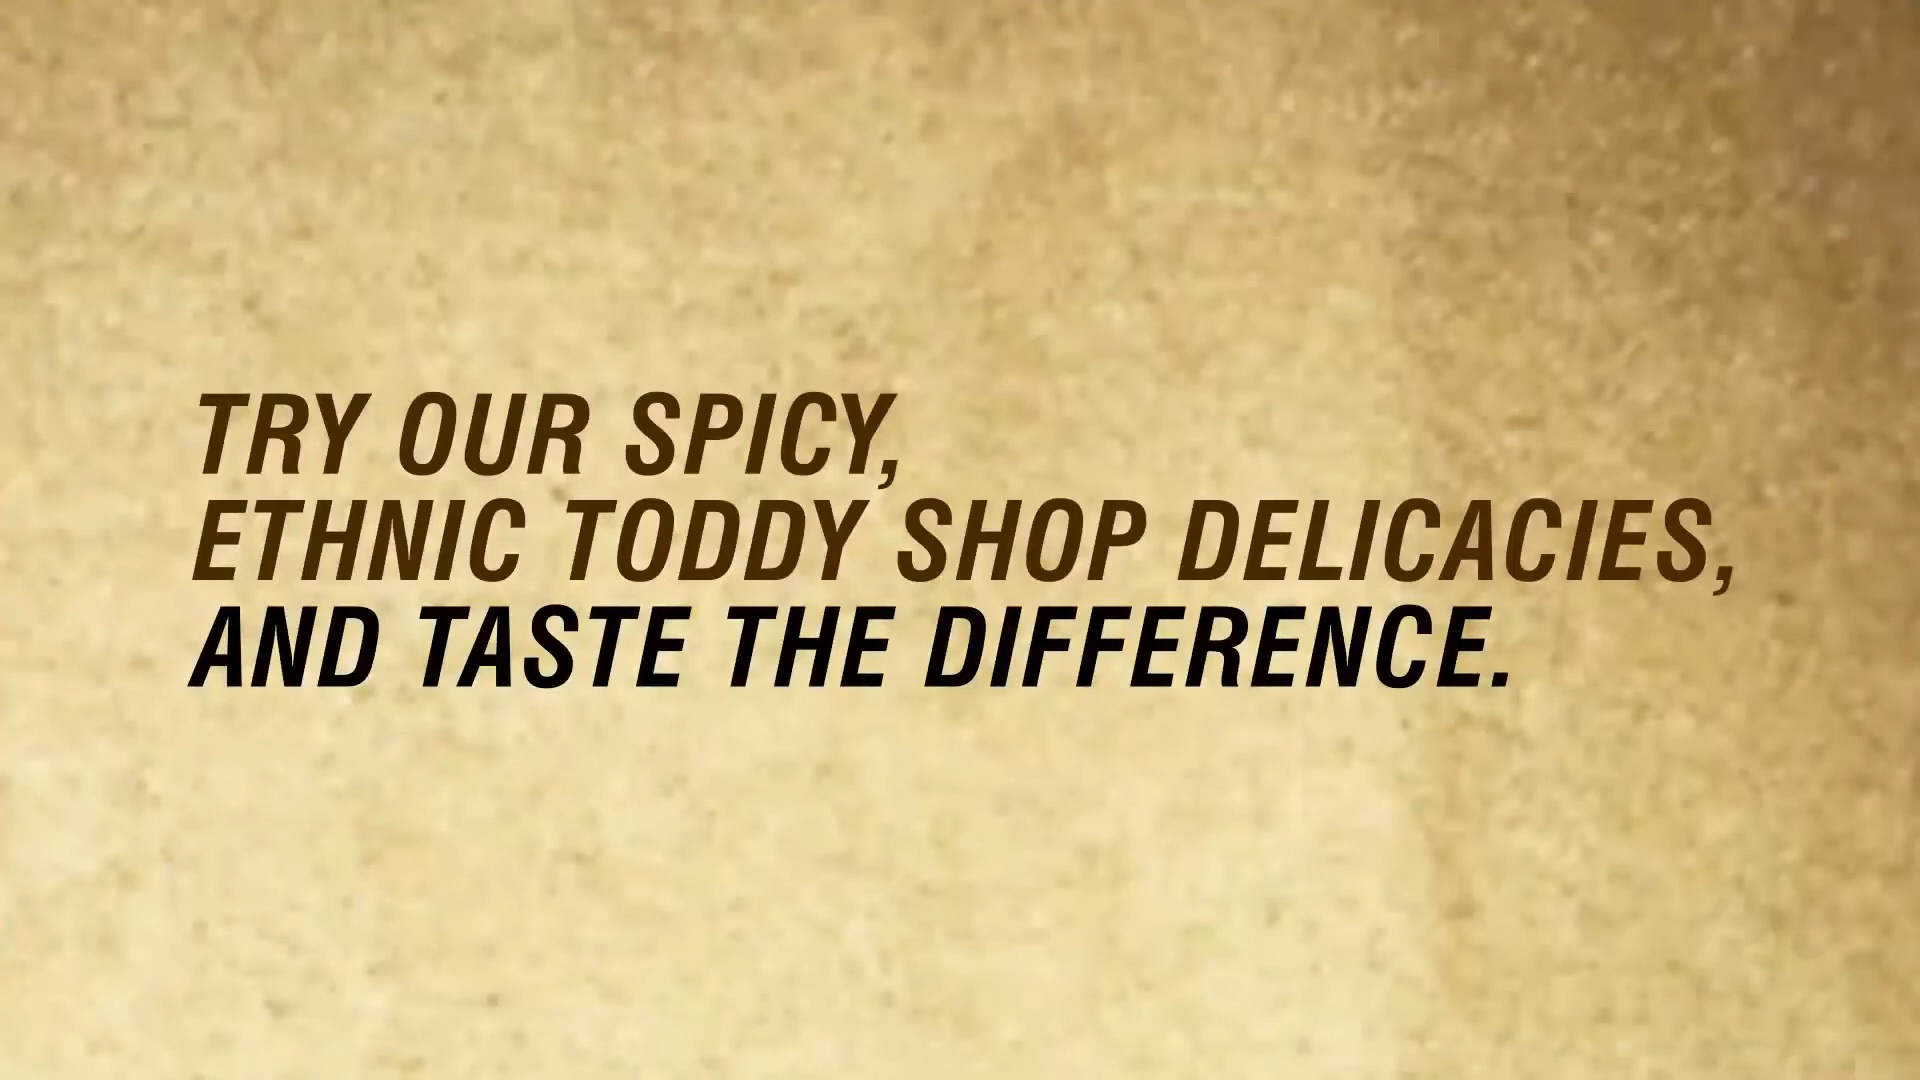 TRY OUR SPICY,
ETHNIC TODDY SHOP DELICACIES,
AND TASTE THE DIFFERENCE.